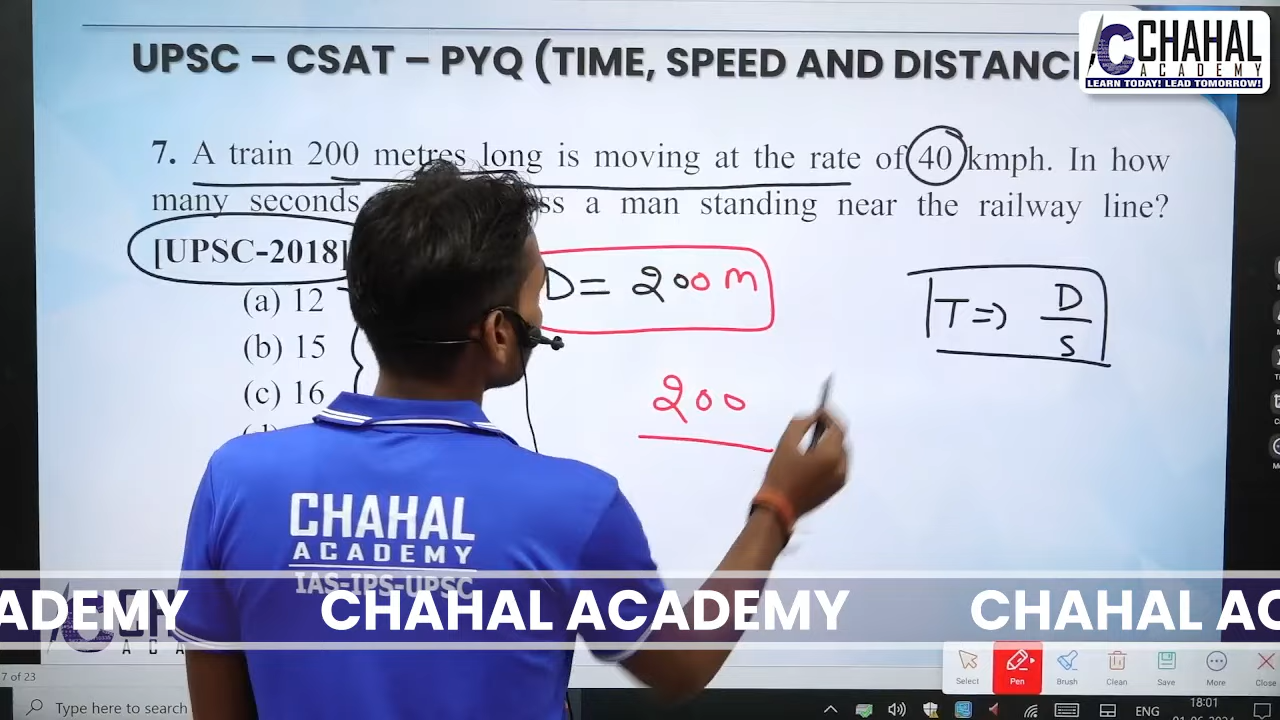 UPSC – CSAT – PYQ (TIME, SPEED AND DISTANC
CHAHAL
ACADEMY
LEARN TODAY! LEAD TOMORROW!
7. A train 200 metres long is moving at the rate of 40 kmph. In how
many seconds a man standing near the railway line?
[UPSC-2018]
(a) 12
(b) 15
(c) 16
D = 200 m
T => D
S
200
CHAHAL
ACADEMY
IAS-IPS-UPSC
ADEMY CHAHAL ACADEMY CHAHAL AC
7 of 23
Select Pen Brush Clean Save More Close
Type here to search
ENG
18:01